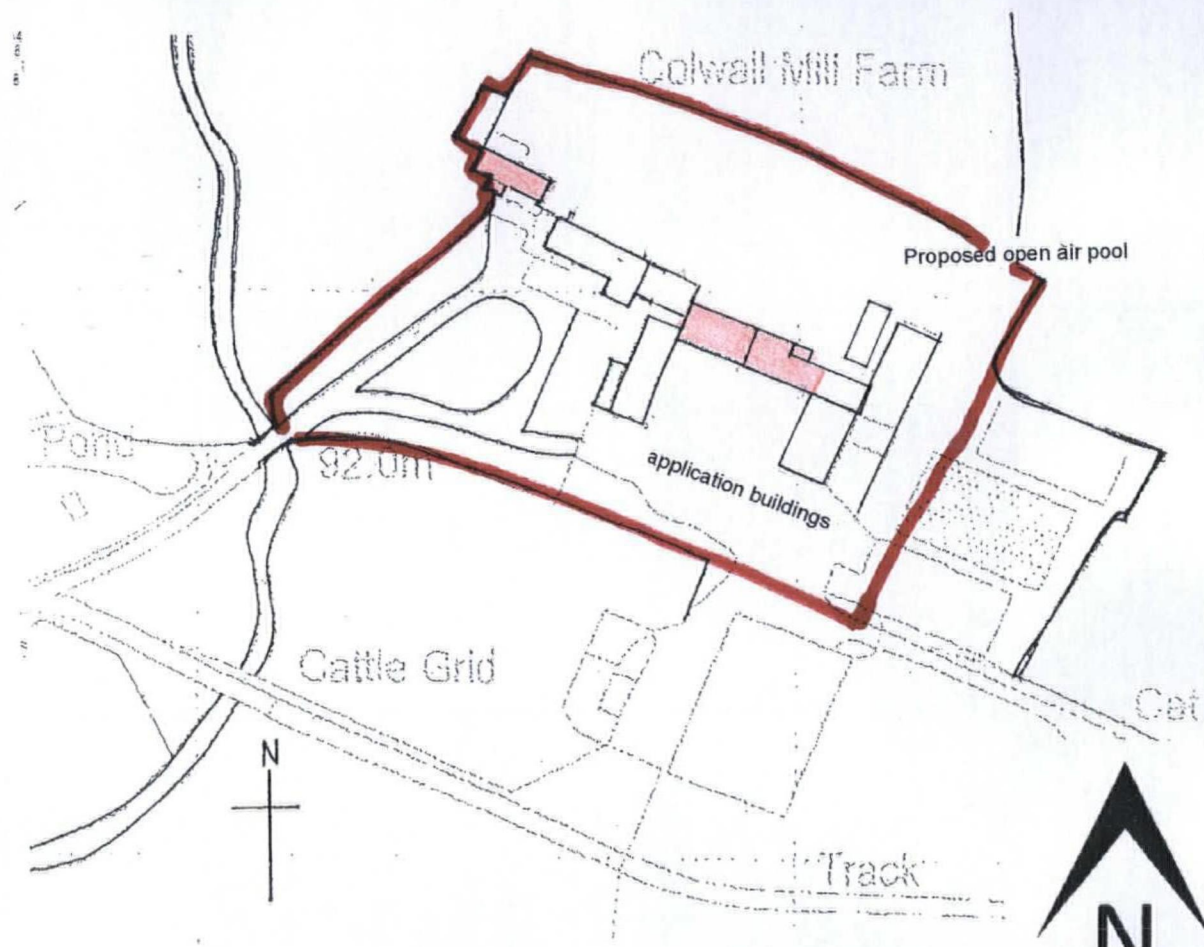 Colwall Mill Farm
Proposed open air pool
Pond
92.0m
application buildings
Cattle Grid
Cat
N
Track
N